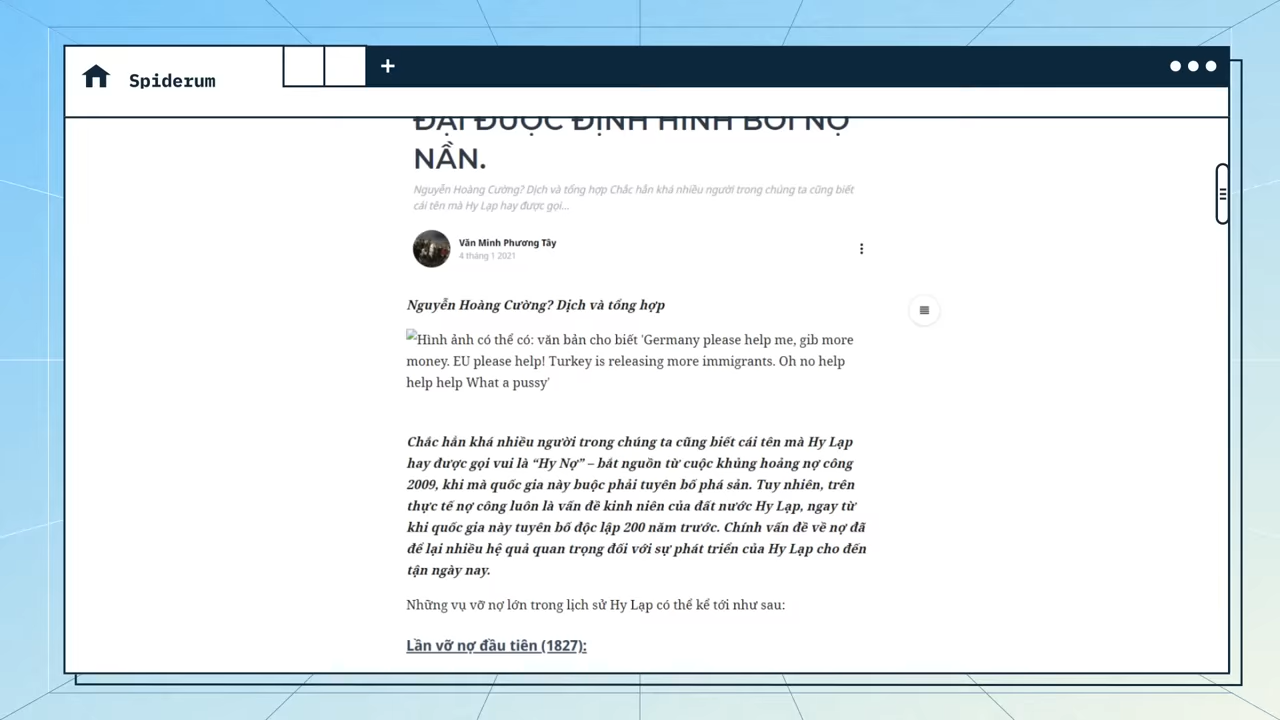 Spiderum
ĐẠI ĐƯỢC ĐỊNH HÌNH BỞI NỢ
NẦN.
Nguyễn Hoàng Cường? Dịch và tổng hợp Chắc hẳn khá nhiều người trong chúng ta cũng biết
cái tên mà Hy Lạp hay được gọi...
Văn Minh Phương Tây
4 tháng 1 2021
Nguyễn Hoàng Cường? Dịch và tổng hợp
Hình ảnh có thể có: văn bản cho biết 'Germany please help me, gib more
money. EU please help! Turkey is releasing more immigrants. Oh no help
help help What a pussy'
Chắc hẳn khá nhiều người trong chúng ta cũng biết cái tên mà Hy Lạp
hay được gọi vui là “Hy Nợ” – bắt nguồn từ cuộc khủng hoảng nợ công
2009, khi mà quốc gia này buộc phải tuyên bố phá sản. Tuy nhiên, trên
thực tế nợ công luôn là vấn đề kinh niên của đất nước Hy Lạp, ngay từ
khi quốc gia này tuyên bố độc lập 200 năm trước. Chính vấn đề về nợ đã
để lại nhiều hệ quả quan trọng đối với sự phát triển của Hy Lạp cho đến
tận ngày nay.
Những vụ vỡ nợ lớn trong lịch sử Hy Lạp có thể kể tới như sau:
Lần vỡ nợ đầu tiên (1827):